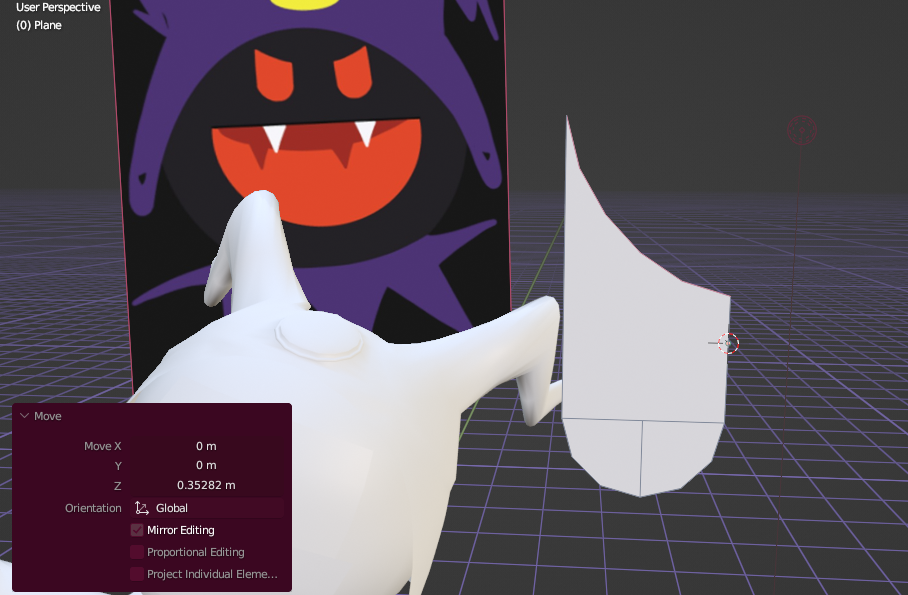 User Perspective
(0) Plane
Move
Move X 0 m
Y 0 m
Z 0.35282 m
Orientation Global
Mirror Editing
Proportional Editing
Project Individual Eleme...